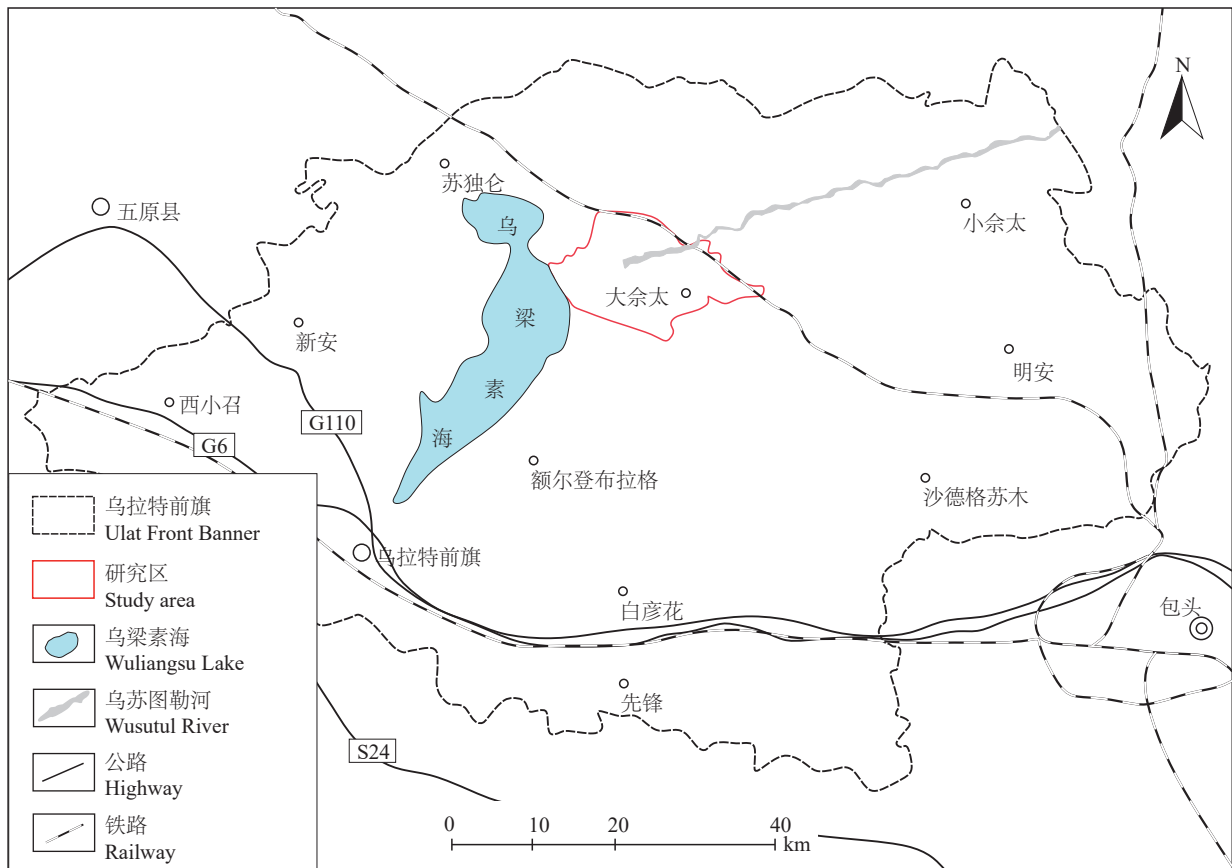 N
苏独仑
五原县
小佘太
乌
梁
素
海
大佘太
新安
明安
西小召
G110
G6
额尔登布拉格
沙德格苏木
乌拉特前旗
白彦花
包头
先锋
S24
乌拉特前旗
Ulat Front Banner
研究区
Study area
乌梁素海
Wuliangsu Lake
乌苏图勒河
Wusutul River
公路
Highway
铁路
Railway
0 10 20 40
km